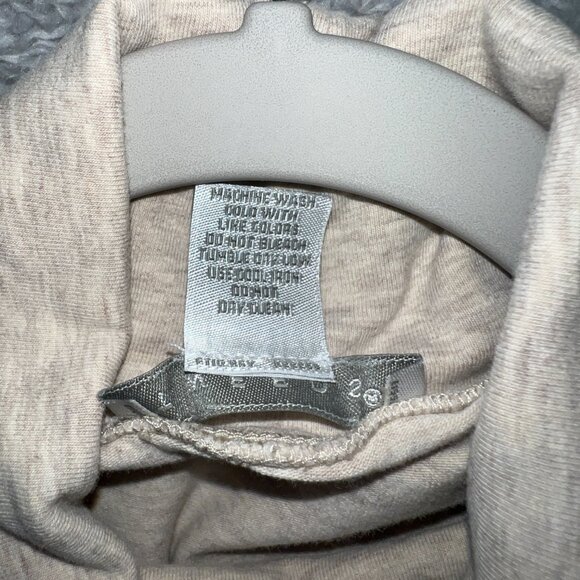 MACHINE WASH
COLD WITH
LIKE COLORS
DO NOT BLEACH
TUMBLE DRY LOW
USE COOL IRON
DO NOT
DRY CLEAN